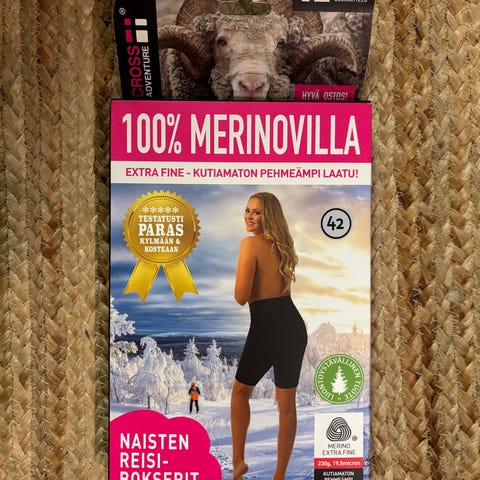 CROSS
ADVENTURE
®
HYVÄ OSTOS!
100% MERINOVILLA
EXTRA FINE - KUTIAMATON PEHMEÄMPI LAATU!
TESTATUSTI
PARAS
KYLMÄÄN &
KOSTEAAN
42
LUONTOYSTÄVÄLLINEN TUOTE
®
MERINO
EXTRA FINE
230g, 19,5micron
KUTIAMATON
PEHMEÄMPI
NAISTEN
REISI-
BOKSERIT